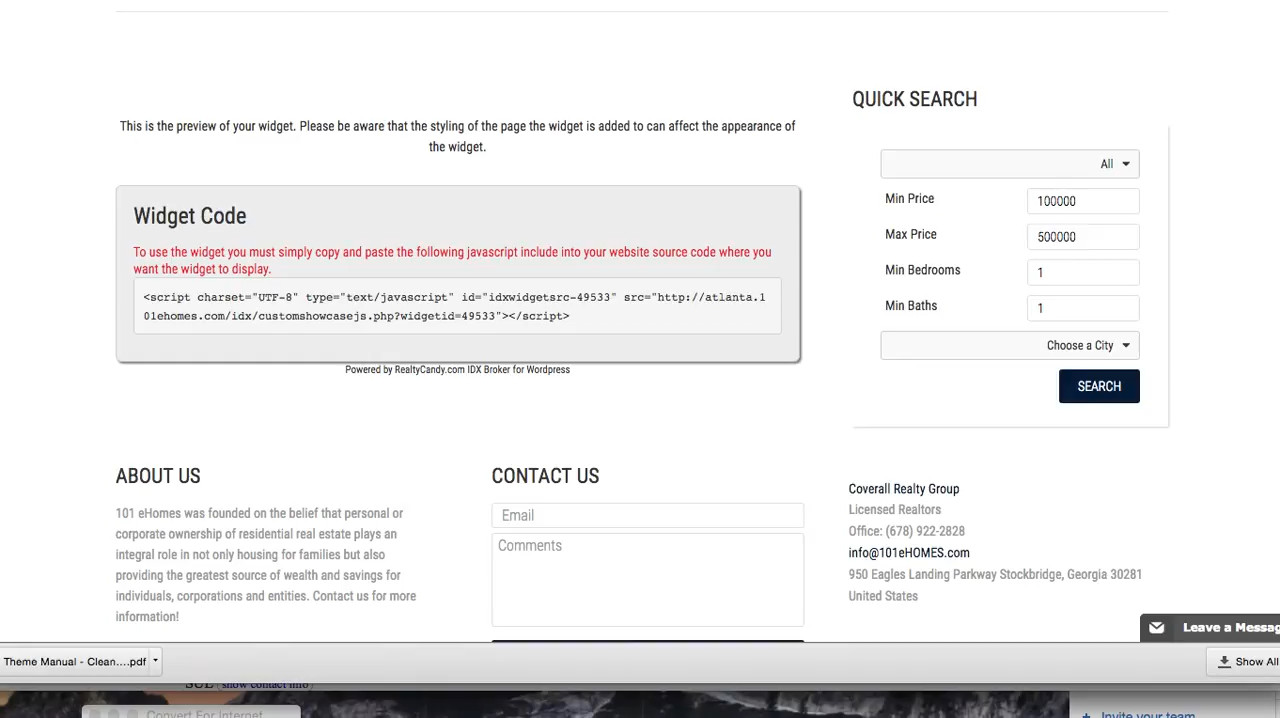 QUICK SEARCH
This is the preview of your widget. Please be aware that the styling of the page the widget is added to can affect the appearance of
the widget.
All
Min Price
100000
Max Price
500000
Min Bedrooms
1
Min Baths
1
Choose a City
SEARCH
Widget Code
To use the widget you must simply copy and paste the following javascript include into your website source code where you
want the widget to display.
<script charset="UTF-8" type="text/javascript" id="idxwidgetsrc-49533" src="http://atlanta.1
01ehomes.com/idx/customshowcasejs.php?widgetid=49533"></script>
Powered by RealtyCandy.com IDX Broker for Wordpress
ABOUT US
101 eHomes was founded on the belief that personal or
corporate ownership of residential real estate plays an
integral role in not only housing for families but also
providing the greatest source of wealth and savings for
individuals, corporations and entities. Contact us for more
information!
CONTACT US
Email
Comments
Coverall Realty Group
Licensed Realtors
Office: (678) 922-2828
info@101eHOMES.com
950 Eagles Landing Parkway Stockbridge, Georgia 30281
United States
Leave a Messag
Theme Manual - Clean....pdf
Show All
(show contact info)
Convert For Internet
+ Invite your team